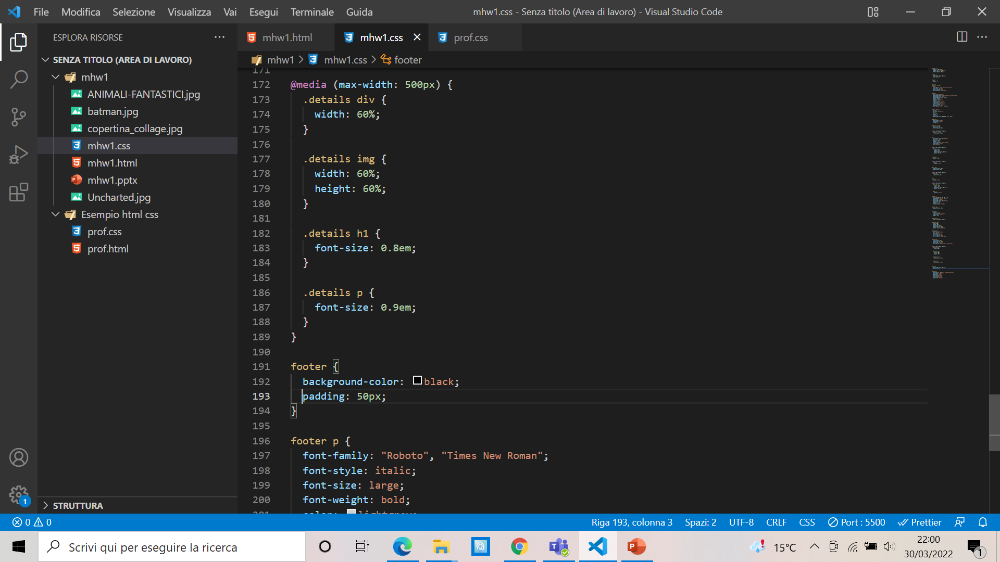 File Modifica Selezione Visualizza Vai Esegui Terminale Guida
mhw1.css - Senza titolo (Area di lavoro) - Visual Studio Code
ESPLORA RISORSE
SENZA TITOLO (AREA DI LAVORO)
mhw1
ANIMALI-FANTASTICI.jpg
batman.jpg
copertina_collage.jpg
mhw1.css
mhw1.html
mhw1.pptx
Uncharted.jpg
Esempio html css
prof.css
prof.html
STRUTTURA
mhw1.html mhw1.css prof.css
mhw1 > mhw1.css > footer
171
172 @media (max-width: 500px) {
173 .details div {
174 width: 60%;
175 }
176
177 .details img {
178 width: 60%;
179 height: 60%;
180 }
181
182 .details h1 {
183 font-size: 0.8em;
184 }
185
186 .details p {
187 font-size: 0.9em;
188 }
189 }
190
191 footer {
192 background-color: black;
193 padding: 50px;
194 }
195
196 footer p {
197 font-family: "Roboto", "Times New Roman";
198 font-style: italic;
199 font-size: large;
200 font-weight: bold;
201 color: lightgray;
1
0 0
Riga 193, colonna 3 Spazi: 2 UTF-8 CRLF CSS Port : 5500 Prettier
Scrivi qui per eseguire la ricerca
15°C
22:00
30/03/2022
1